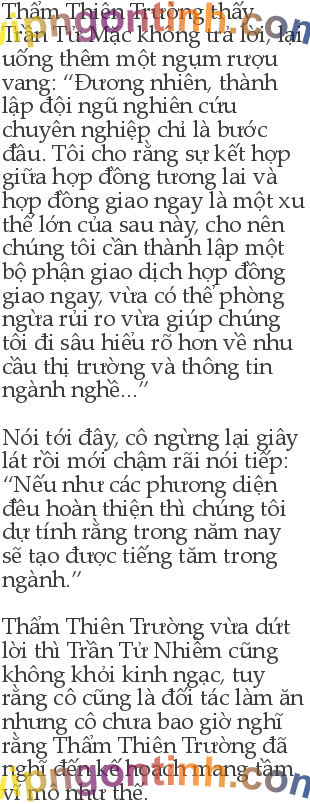 Thẩm Thiên Trường thấy
Trần Tử Mặc không trả lời, lại
uống thêm một ngụm rượu
vang: “Đương nhiên, thành
lập đội ngũ nghiên cứu
chuyên nghiệp chỉ là bước
đầu. Tôi cho rằng sự kết hợp
giữa hợp đồng tương lai và
hợp đồng giao ngay là một xu
thế lớn của sau này, cho nên
chúng tôi cần thành lập một
bộ phận giao dịch hợp đồng
giao ngay, vừa có thể phòng
ngừa rủi ro vừa giúp chúng
tôi đi sâu hiểu rõ hơn về nhu
cầu thị trường và thông tin
ngành nghề...”
Nói tới đây, cô ngừng lại giây
lát rồi mới chậm rãi nói tiếp:
“Nếu như các phương diện
đều hoàn thiện thì chúng tôi
dự tính rằng trong năm nay
sẽ tạo được tiếng tăm trong
ngành.”
Thẩm Thiên Trường vừa dứt
lời thì Trần Tử Nhiễm cũng
không khỏi kinh ngạc, tuy
rằng cô cũng là đối tác làm ăn
nhưng cô chưa bao giờ nghĩ
rằng Thẩm Thiên Trường đã
nghĩ đến kế hoạch mang tầm
vĩ mô như thế.